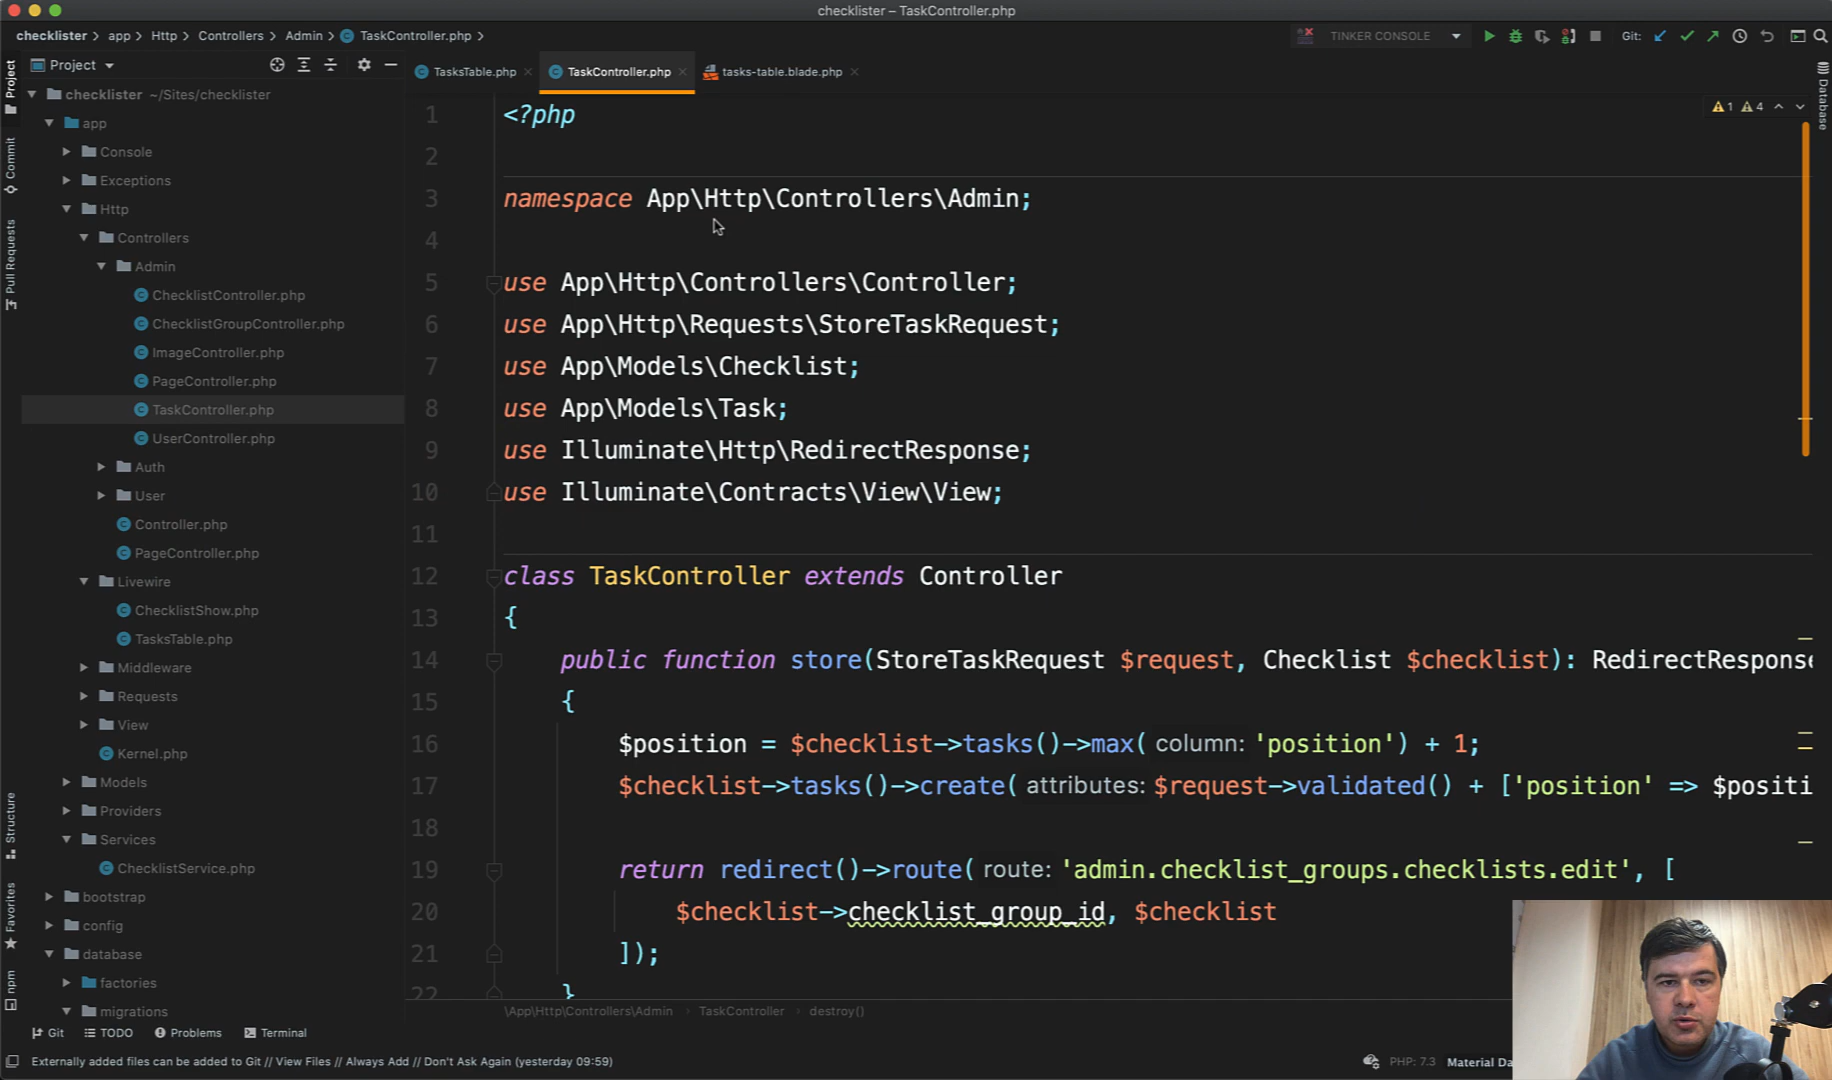 checklister – TaskController.php
checklister > app > Http > Controllers > Admin > TaskController.php >
TINKER CONSOLE
Git:
Project
TasksTable.php
TaskController.php
tasks-table.blade.php
Project
Commit
Pull Requests
Structure
Favorites
npm
Database
1 4
checklister ~/Sites/checklister
app
Console
Exceptions
Http
Controllers
Admin
ChecklistController.php
ChecklistGroupController.php
ImageController.php
PageController.php
TaskController.php
UserController.php
Auth
User
Controller.php
PageController.php
Livewire
ChecklistShow.php
TasksTable.php
Middleware
Requests
View
Kernel.php
Models
Providers
Services
ChecklistService.php
bootstrap
config
database
factories
migrations
1 <?php
2
3 namespace App\Http\Controllers\Admin;
4
5 use App\Http\Controllers\Controller;
6 use App\Http\Requests\StoreTaskRequest;
7 use App\Models\Checklist;
8 use App\Models\Task;
9 use Illuminate\Http\RedirectResponse;
10 use Illuminate\Contracts\View\View;
11
12 class TaskController extends Controller
13 {
14 public function store(StoreTaskRequest $request, Checklist $checklist): RedirectResponse
15 {
16 $position = $checklist->tasks()->max( column: 'position') + 1;
17 $checklist->tasks()->create( attributes: $request->validated() + ['position' => $positi
18
19 return redirect()->route( route: 'admin.checklist_groups.checklists.edit', [
20 $checklist->checklist_group_id, $checklist
21 ]);
22 }
\App\Http\Controllers\Admin > TaskController > destroy()
Git TODO Problems Terminal
Externally added files can be added to Git // View Files // Always Add // Don't Ask Again (yesterday 09:59)
PHP: 7.3 Material Da